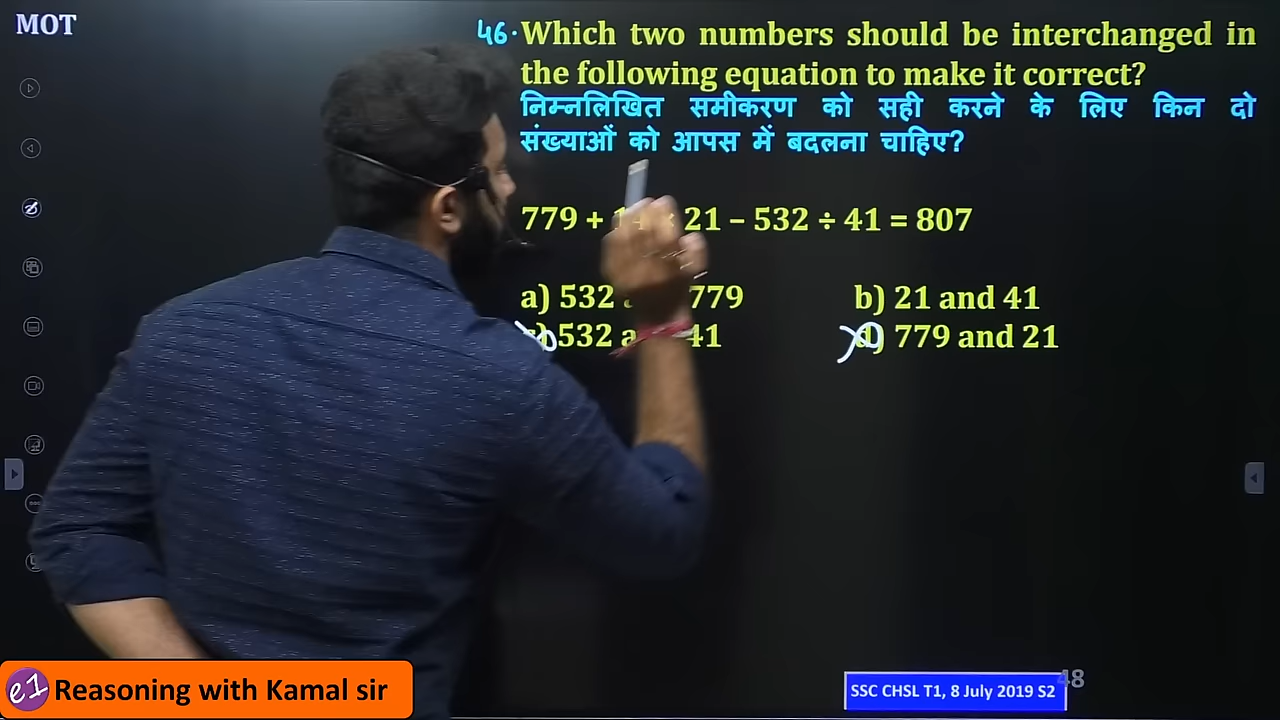 MOT
46. Which two numbers should be interchanged in
the following equation to make it correct?
निम्नलिखित समीकरण को सही करने के लिए किन दो
संख्याओं को आपस में बदलना चाहिए?
779 + 21 – 532 ÷ 41 = 807
a) 532 779 b) 21 and 41
532 41 d) 779 and 21
e1 Reasoning with Kamal sir
SSC CHSL T1, 8 July 2019 S2
48